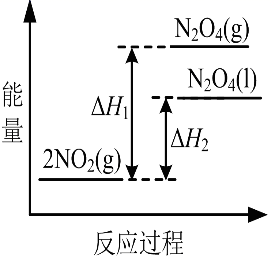 N₂O₄(g)
N₂O₄(l)
ΔH₁
ΔH₂
2NO₂(g)
能量
反应过程